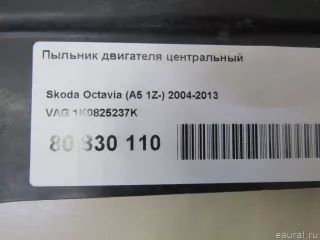 Пыльник двигателя центральный
Skoda Octavia (A5 1Z-) 2004-2013
VAG 1K0825237K
80 830 110
© eaural.ru